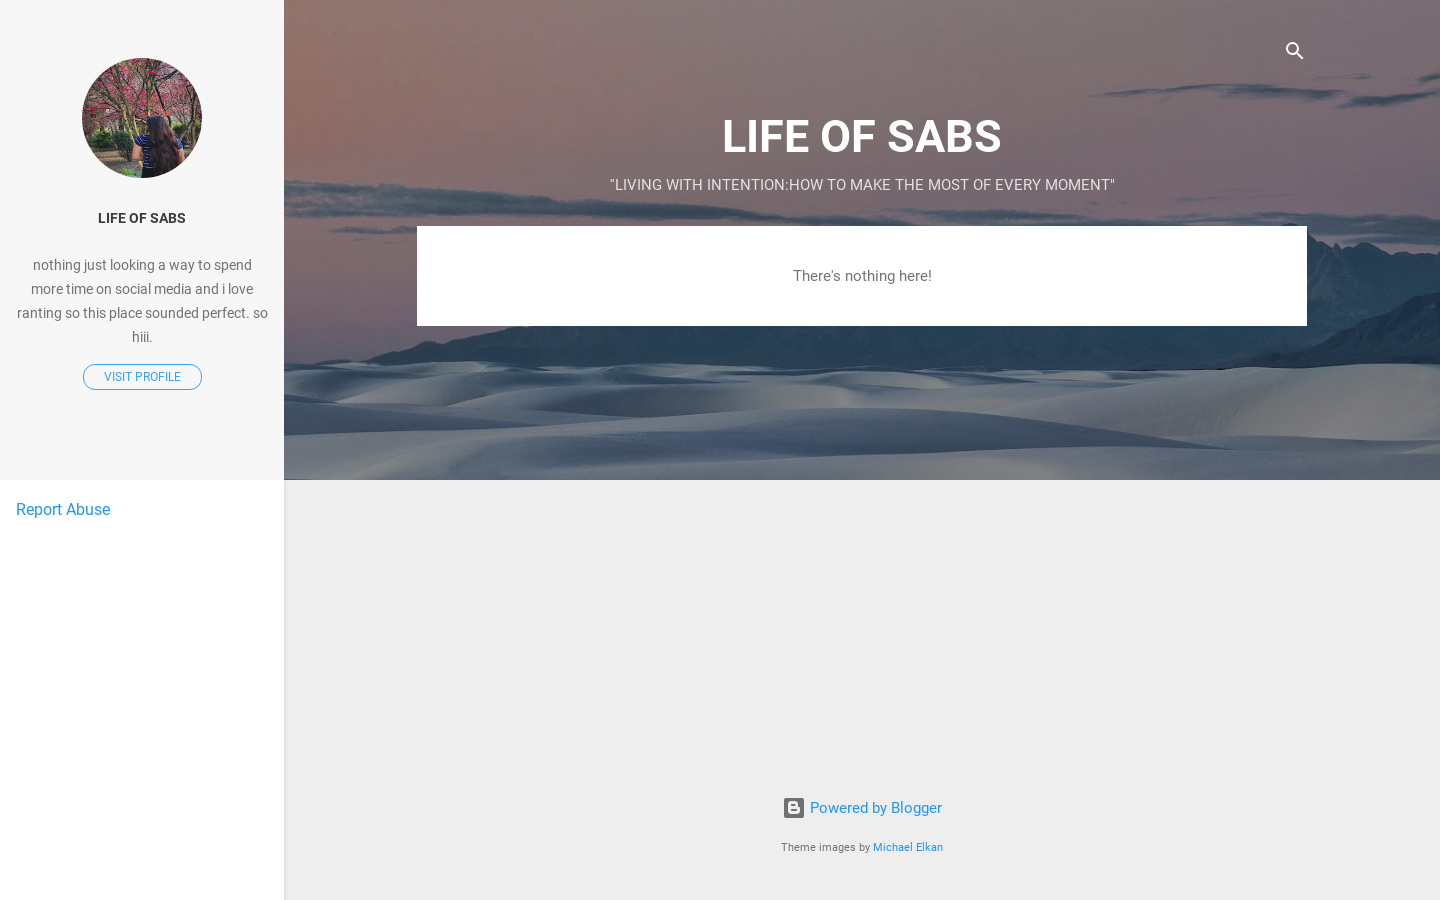 LIFE OF SABS
nothing just looking a way to spend
more time on social media and i love
ranting so this place sounded perfect. so
hiii.
VISIT PROFILE
Report Abuse
LIFE OF SABS
"LIVING WITH INTENTION:HOW TO MAKE THE MOST OF EVERY MOMENT"
There's nothing here!
Powered by Blogger
Theme images by Michael Elkan